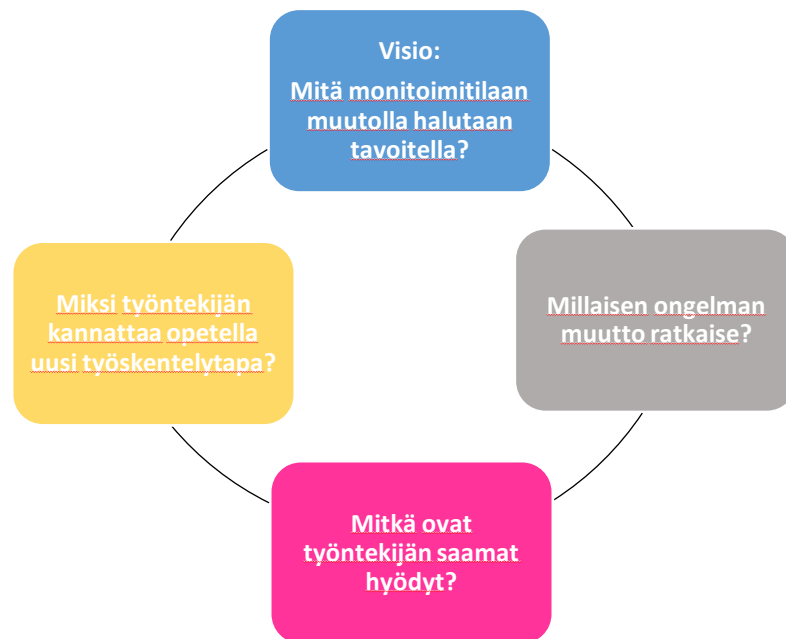 Visio:
Mitä monitoimitilaan
muutolla halutaan
tavoitella?
Millaisen ongelman
muutto ratkaise?
Mitkä ovat
työntekijän saamat
hyödyt?
Miksi työntekijän
kannattaa opetella
uusi työskentelytapa?